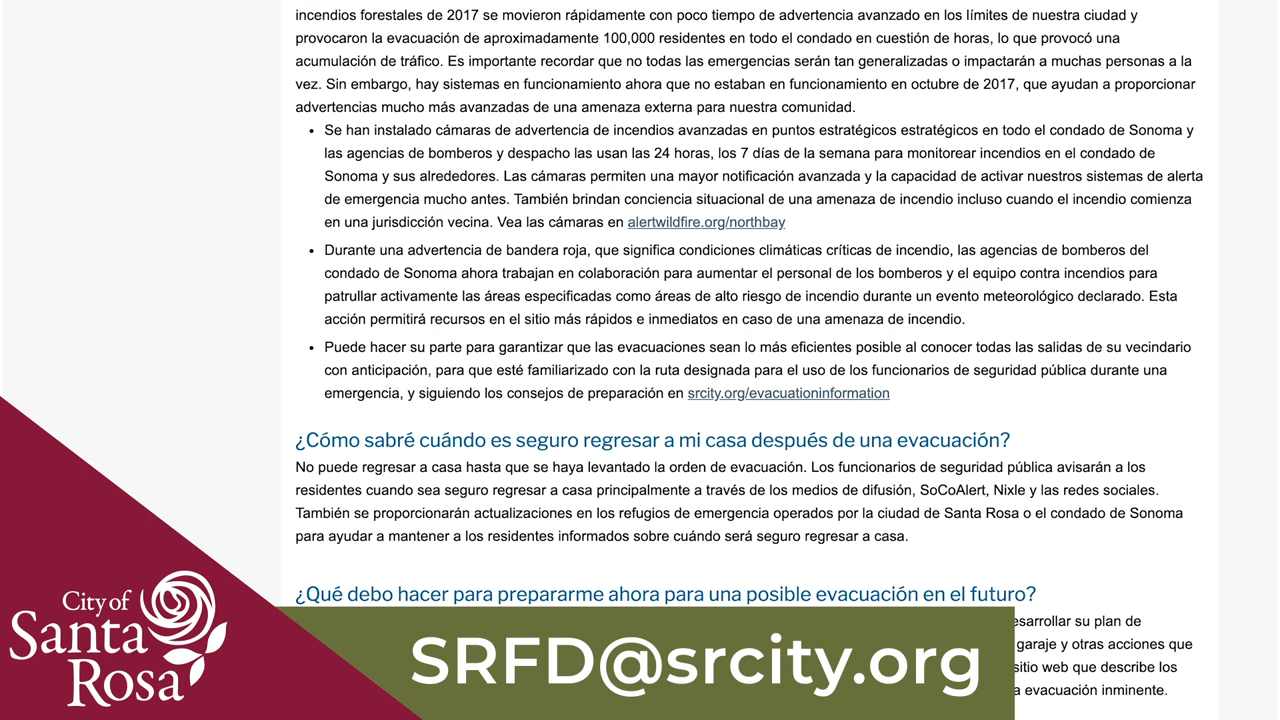 incendios forestales de 2017 se movieron rápidamente con poco tiempo de advertencia avanzado en los límites de nuestra ciudad y
provocaron la evacuación de aproximadamente 100,000 residentes en todo el condado en cuestión de horas, lo que provocó una
acumulación de tráfico. Es importante recordar que no todas las emergencias serán tan generalizadas o impactarán a muchas personas a la
vez. Sin embargo, hay sistemas en funcionamiento ahora que no estaban en funcionamiento en octubre de 2017, que ayudan a proporcionar
advertencias mucho más avanzadas de una amenaza externa para nuestra comunidad.
• Se han instalado cámaras de advertencia de incendios avanzadas en puntos estratégicos estratégicos en todo el condado de Sonoma y
las agencias de bomberos y despacho las usan las 24 horas, los 7 días de la semana para monitorear incendios en el condado de
Sonoma y sus alrededores. Las cámaras permiten una mayor notificación avanzada y la capacidad de activar nuestros sistemas de alerta
de emergencia mucho antes. También brindan conciencia situacional de una amenaza de incendio incluso cuando el incendio comienza
en una jurisdicción vecina. Vea las cámaras en alertwildfire.org/northbay
• Durante una advertencia de bandera roja, que significa condiciones climáticas críticas de incendio, las agencias de bomberos del
condado de Sonoma ahora trabajan en colaboración para aumentar el personal de los bomberos y el equipo contra incendios para
patrullar activamente las áreas especificadas como áreas de alto riesgo de incendio durante un evento meteorológico declarado. Esta
acción permitirá recursos en el sitio más rápidos e inmediatos en caso de una amenaza de incendio.
• Puede hacer su parte para garantizar que las evacuaciones sean lo más eficientes posible al conocer todas las salidas de su vecindario
con anticipación, para que esté familiarizado con la ruta designada para el uso de los funcionarios de seguridad pública durante una
emergencia, y siguiendo los consejos de preparación en srcity.org/evacuationinformation
¿Cómo sabré cuándo es seguro regresar a mi casa después de una evacuación?
No puede regresar a casa hasta que se haya levantado la orden de evacuación. Los funcionarios de seguridad pública avisarán a los
residentes cuando sea seguro regresar a casa principalmente a través de los medios de difusión, SoCoAlert, Nixle y las redes sociales.
También se proporcionarán actualizaciones en los refugios de emergencia operados por la ciudad de Santa Rosa o el condado de Sonoma
para ayudar a mantener a los residentes informados sobre cuándo será seguro regresar a casa.
¿Qué debo hacer para prepararme ahora para una posible evacuación en el futuro?
su plan de
garaje y otras acciones que
sitio web que describe los
evacuación inminente.
City of
Santa
Rosa
SRFD@srcity.org